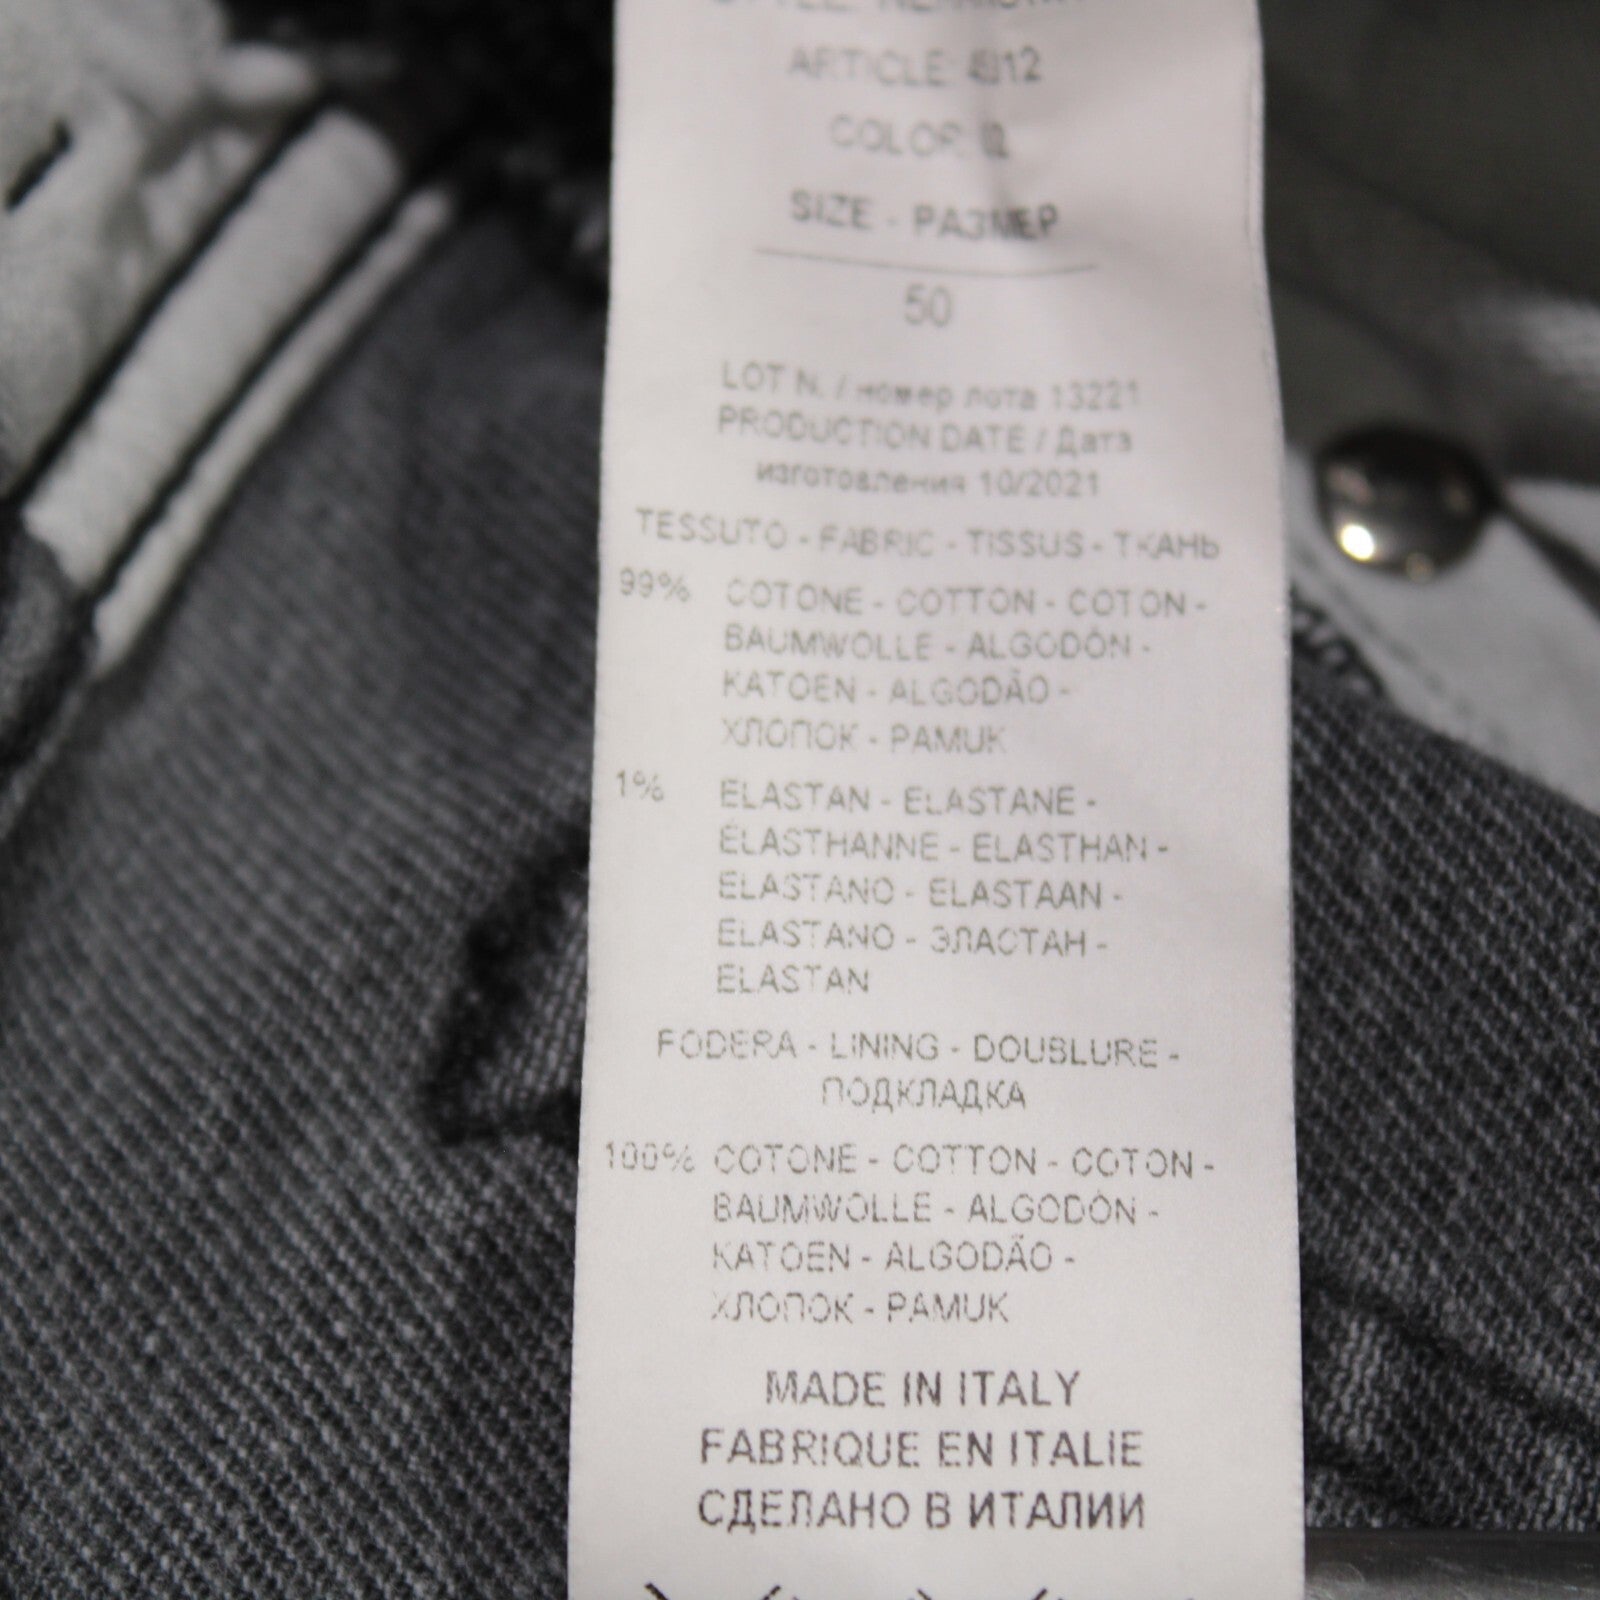 ARTICLE: 4812
COLOR:
SIZE - РАЗМЕР
50
LOT N. / номер лота 13221
PRODUCTION DATE / Дата
изготовления 10/2021
TESSUTO - FABRIC - TISSUS - ТКАНЬ
99% COTONE - COTTON - COTON -
BAUMWOLLE - ALGODÓN -
KATOEN - ALGODÃO -
ХЛОПОК - PAMUK
1% ELASTAN - ELASTANE -
ÉLASTHANNE - ELASTHAN -
ELASTANO - ELASTAAN -
ELASTANO - ЭЛАСТАН -
ELASTAN
FODERA - LINING - DOUBLURE -
ПОДКЛАДКА
100% COTONE - COTTON - COTON -
BAUMWOLLE - ALGODÓN -
KATOEN - ALGODÃO -
ХЛОПОК - PAMUK
MADE IN ITALY
FABRIQUE EN ITALIE
СДЕЛАНО В ИТАЛИИ